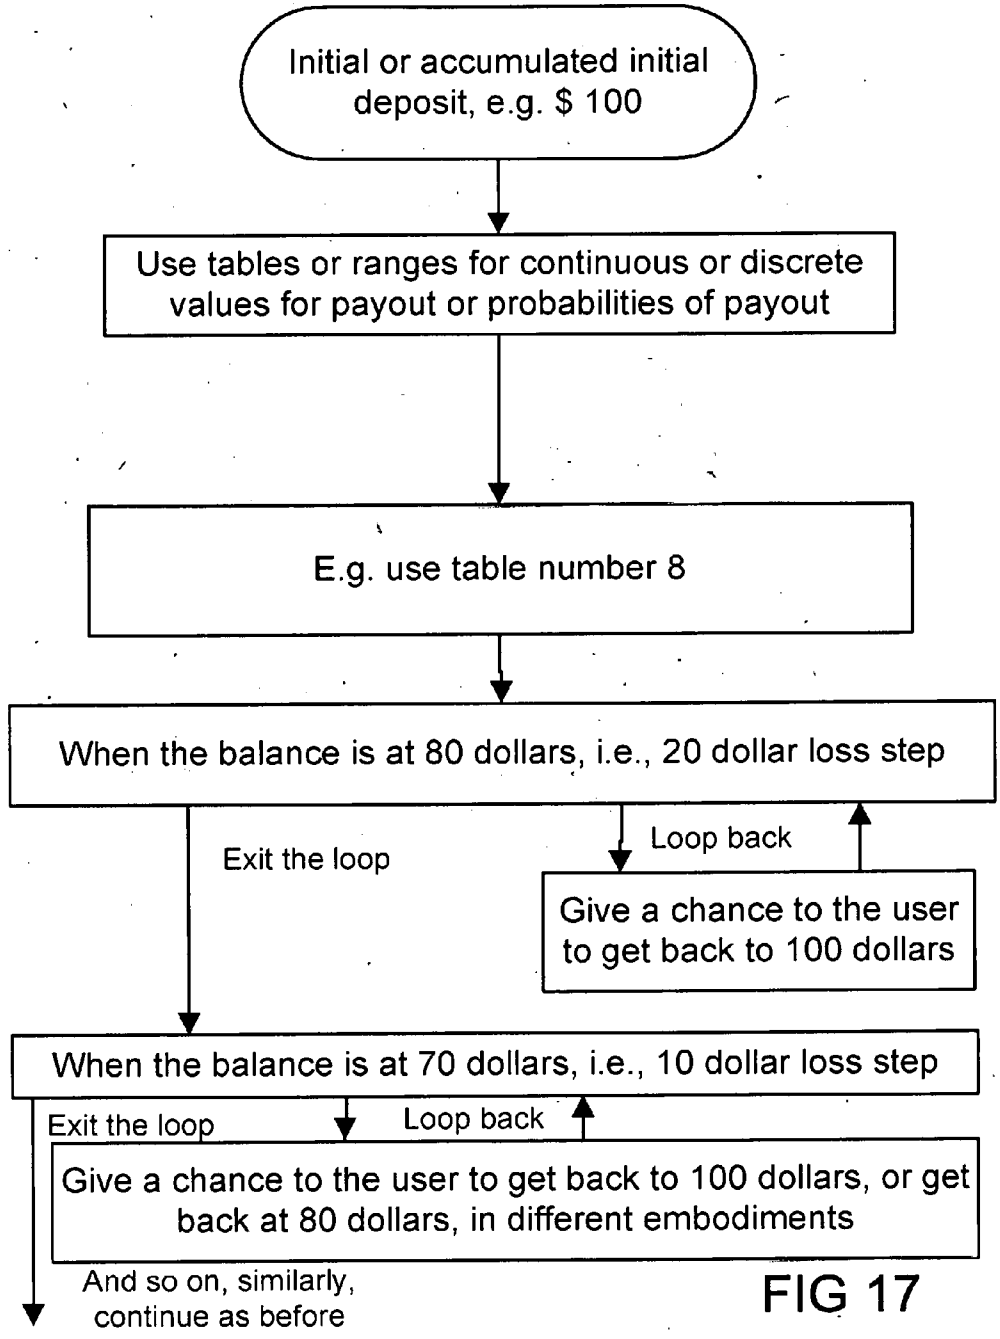 Initial or accumulated initial
deposit, e.g. $ 100
Use tables or ranges for continuous or discrete
values for payout or probabilities of payout
E.g. use table number 8
When the balance is at 80 dollars, i.e., 20 dollar loss step
Exit the loop
Loop back
Give a chance to the user
to get back to 100 dollars
When the balance is at 70 dollars, i.e., 10 dollar loss step
Exit the loop
Loop back
Give a chance to the user to get back to 100 dollars, or get
back at 80 dollars, in different embodiments
And so on, similarly,
continue as before
FIG 17